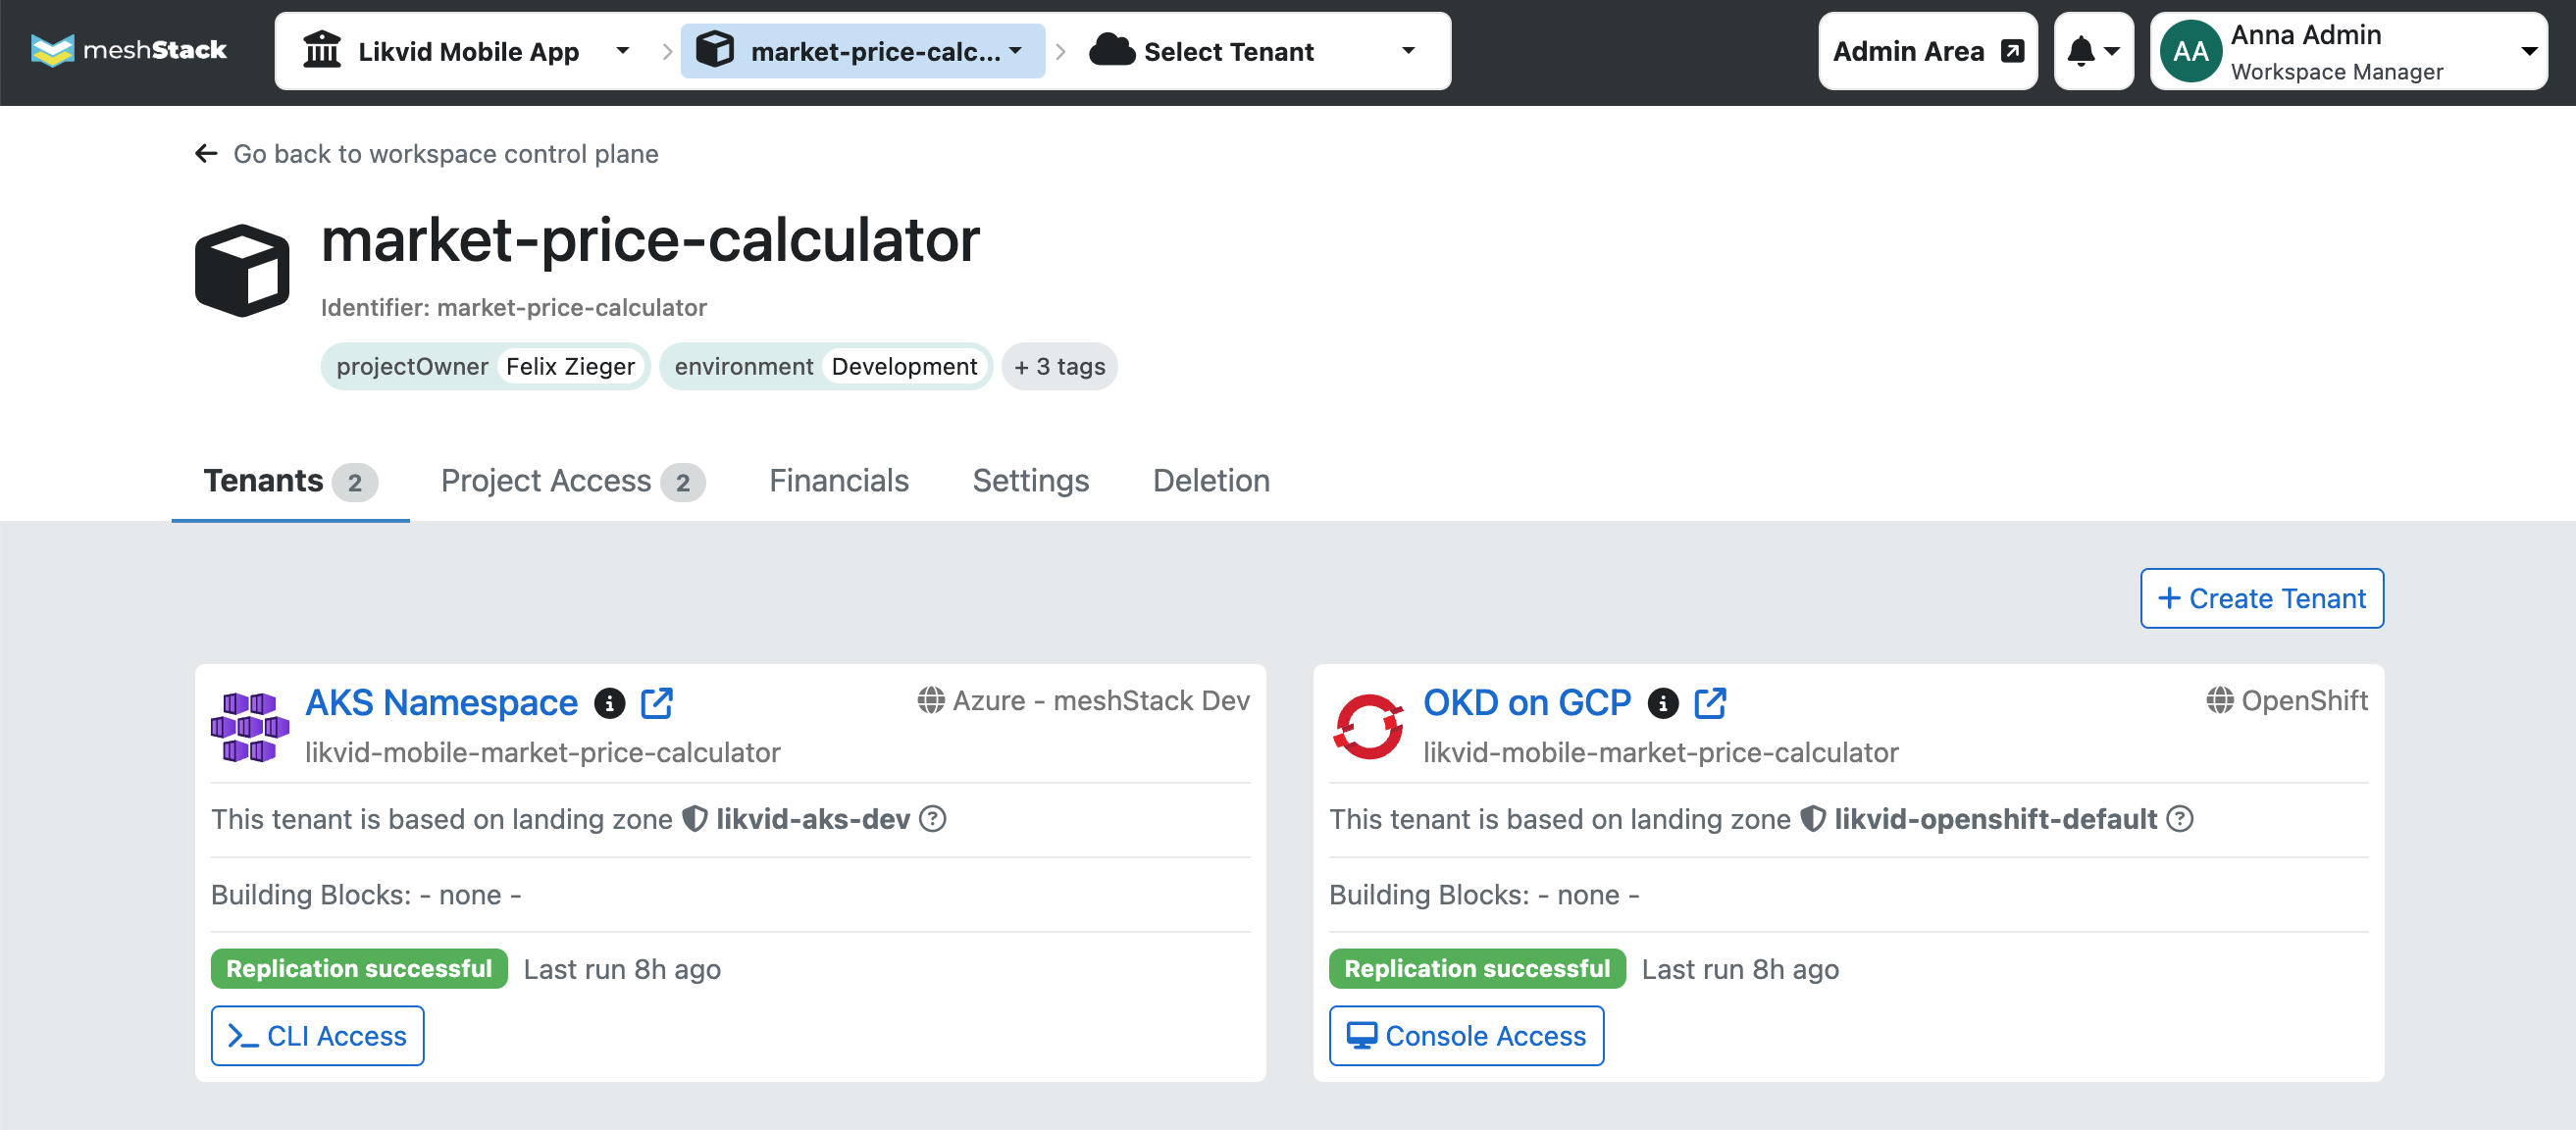 meshStack
Likvid Mobile App
market-price-calc...
Select Tenant
Admin Area
AA
Anna Admin
Workspace Manager
Go back to workspace control plane
market-price-calculator
Identifier: market-price-calculator
projectOwner Felix Zieger environment Development + 3 tags
Tenants 2 Project Access 2 Financials Settings Deletion
+ Create Tenant
AKS Namespace
Azure - meshStack Dev
likvid-mobile-market-price-calculator
This tenant is based on landing zone likvid-aks-dev
Building Blocks: - none -
Replication successful Last run 8h ago
CLI Access
OKD on GCP
OpenShift
likvid-mobile-market-price-calculator
This tenant is based on landing zone likvid-openshift-default
Building Blocks: - none -
Replication successful Last run 8h ago
Console Access